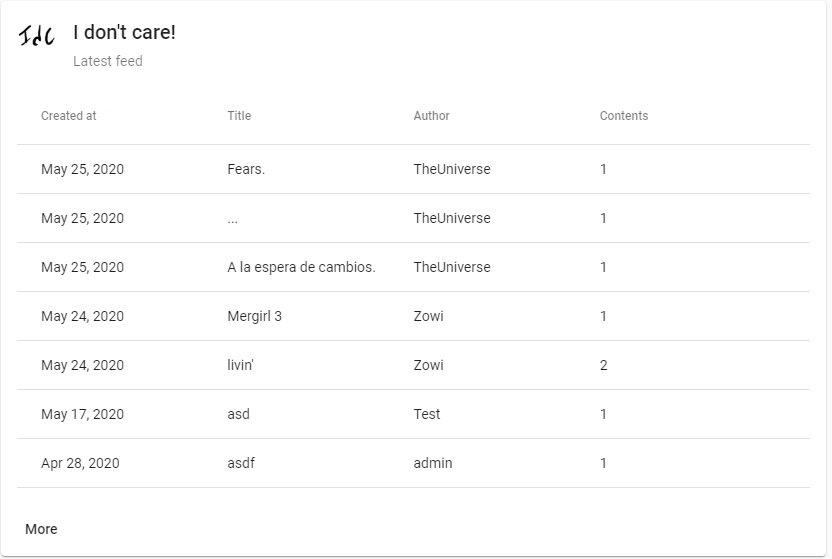 Idc I don't care!
Latest feed
Created at Title Author Contents
May 25, 2020 Fears. TheUniverse 1
May 25, 2020 ... TheUniverse 1
May 25, 2020 A la espera de cambios. TheUniverse 1
May 24, 2020 Mergirl 3 Zowi 1
May 24, 2020 livin' Zowi 2
May 17, 2020 asd Test 1
Apr 28, 2020 asdf admin 1
More